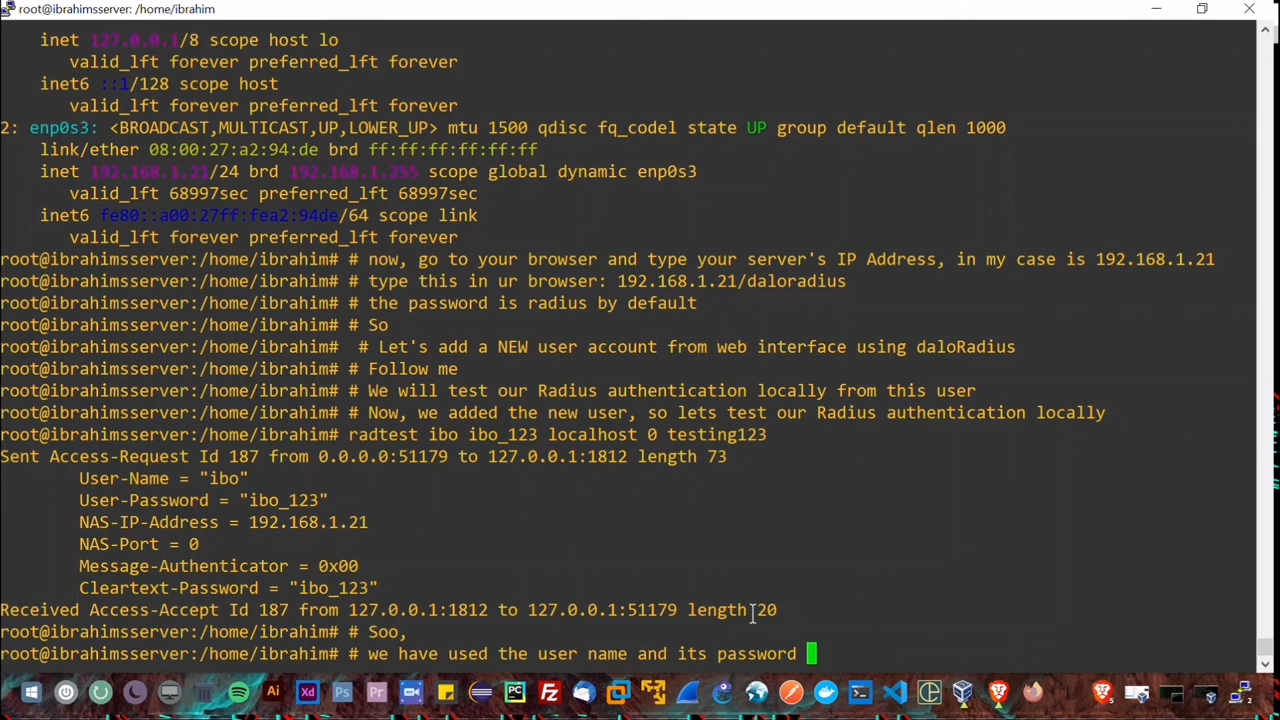 root@ibrahimsserver: /home/ibrahim
inet 127.0.0.1/8 scope host lo
valid_lft forever preferred_lft forever
inet6 ::1/128 scope host
valid_lft forever preferred_lft forever
2: enp0s3: <BROADCAST,MULTICAST,UP,LOWER_UP> mtu 1500 qdisc fq_codel state UP group default qlen 1000
link/ether 08:00:27:a2:94:de brd ff:ff:ff:ff:ff:ff
inet 192.168.1.21/24 brd 192.168.1.255 scope global dynamic enp0s3
valid_lft 68997sec preferred_lft 68997sec
inet6 fe80::a00:27ff:fea2:94de/64 scope link
valid_lft forever preferred_lft forever
root@ibrahimsserver:/home/ibrahim# # now, go to your browser and type your server's IP Address, in my case is 192.168.1.21
root@ibrahimsserver:/home/ibrahim# # type this in ur browser: 192.168.1.21/daloradius
root@ibrahimsserver:/home/ibrahim# # the password is radius by default
root@ibrahimsserver:/home/ibrahim# # So
root@ibrahimsserver:/home/ibrahim#  # Let's add a NEW user account from web interface using daloRadius
root@ibrahimsserver:/home/ibrahim# # Follow me
root@ibrahimsserver:/home/ibrahim# # We will test our Radius authentication locally from this user
root@ibrahimsserver:/home/ibrahim# # Now, we added the new user, so lets test our Radius authentication locally
root@ibrahimsserver:/home/ibrahim# radtest ibo ibo_123 localhost 0 testing123
Sent Access-Request Id 187 from 0.0.0.0:51179 to 127.0.0.1:1812 length 73
User-Name = "ibo"
User-Password = "ibo_123"
NAS-IP-Address = 192.168.1.21
NAS-Port = 0
Message-Authenticator = 0x00
Cleartext-Password = "ibo_123"
Received Access-Accept Id 187 from 127.0.0.1:1812 to 127.0.0.1:51179 length 20
root@ibrahimsserver:/home/ibrahim# # Soo,
root@ibrahimsserver:/home/ibrahim# # we have used the user name and its password
Ai Xd Ps Pr PC FZ